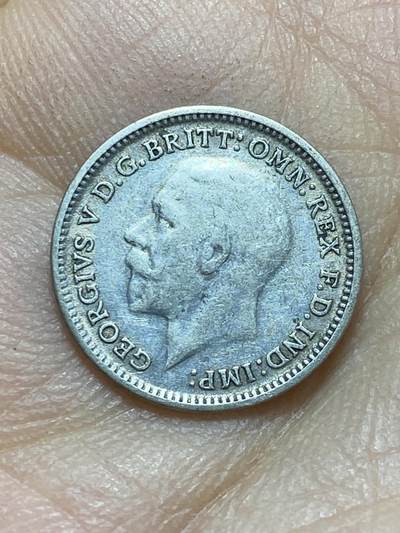 GEORGIVS V D.G.BRITT: OMN: REX F.D.IND:IMP: